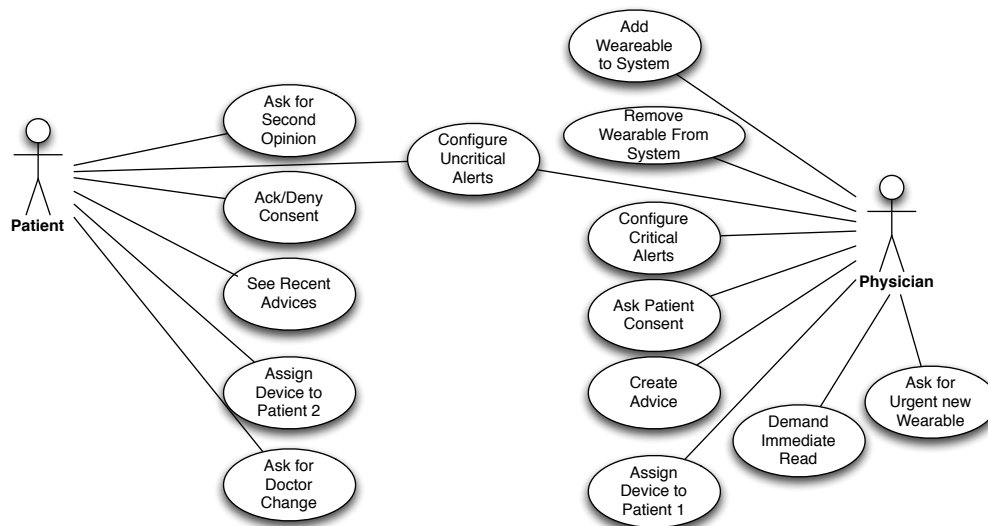 Add
Weareable
to System
Ask for
Second
Opinion
Remove
Wearable From
System
Configure
Uncritical
Alerts
Patient
Ack/Deny
Consent
Configure
Critical
Alerts
Physician
See Recent
Advices
Ask Patient
Consent
Assign
Device to
Patient 2
Create
Advice
Ask for
Urgent new
Wearable
Demand
Immediate
Read
Ask for
Doctor
Change
Assign
Device to
Patient 1